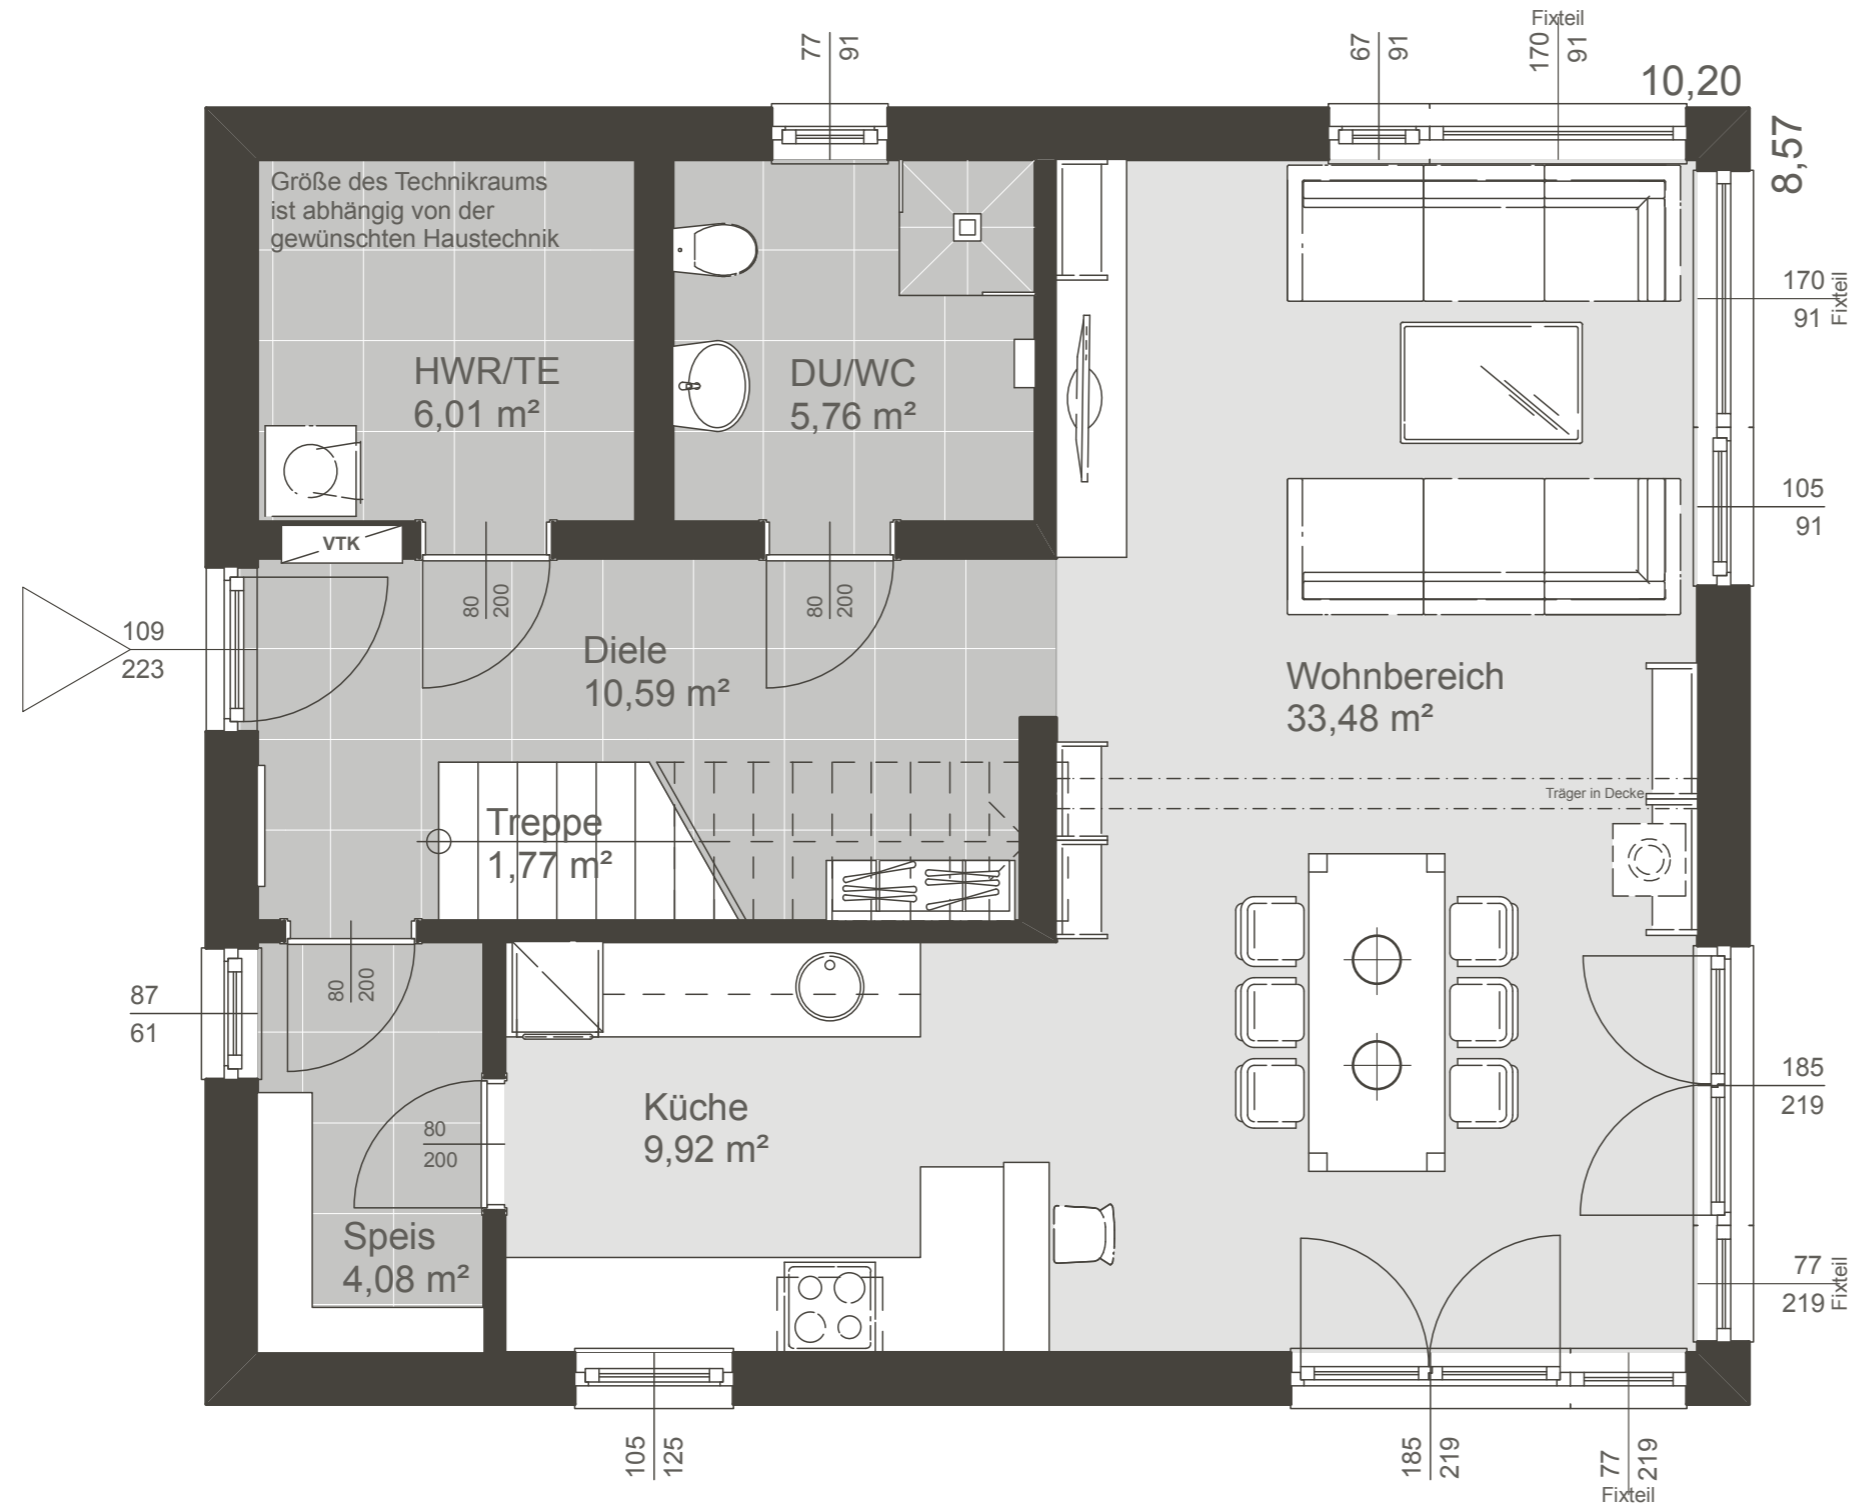 Fixteil
77
91
67
91
170
91
10,20
8,57
Größe des Technikraums
ist abhängig von der
gewünschten Haustechnik
170
91
Fixteil
HWR/TE
6,01 m²
DU/WC
5,76 m²
105
91
VTK
80
200
80
200
109
223
Diele
10,59 m²
Wohnbereich
33,48 m²
Träger in Decke
Treppe
1,77 m²
80
200
87
61
185
219
Küche
9,92 m²
80
200
Speis
4,08 m²
77
219
Fixteil
105
125
185
219
77
219
Fixteil